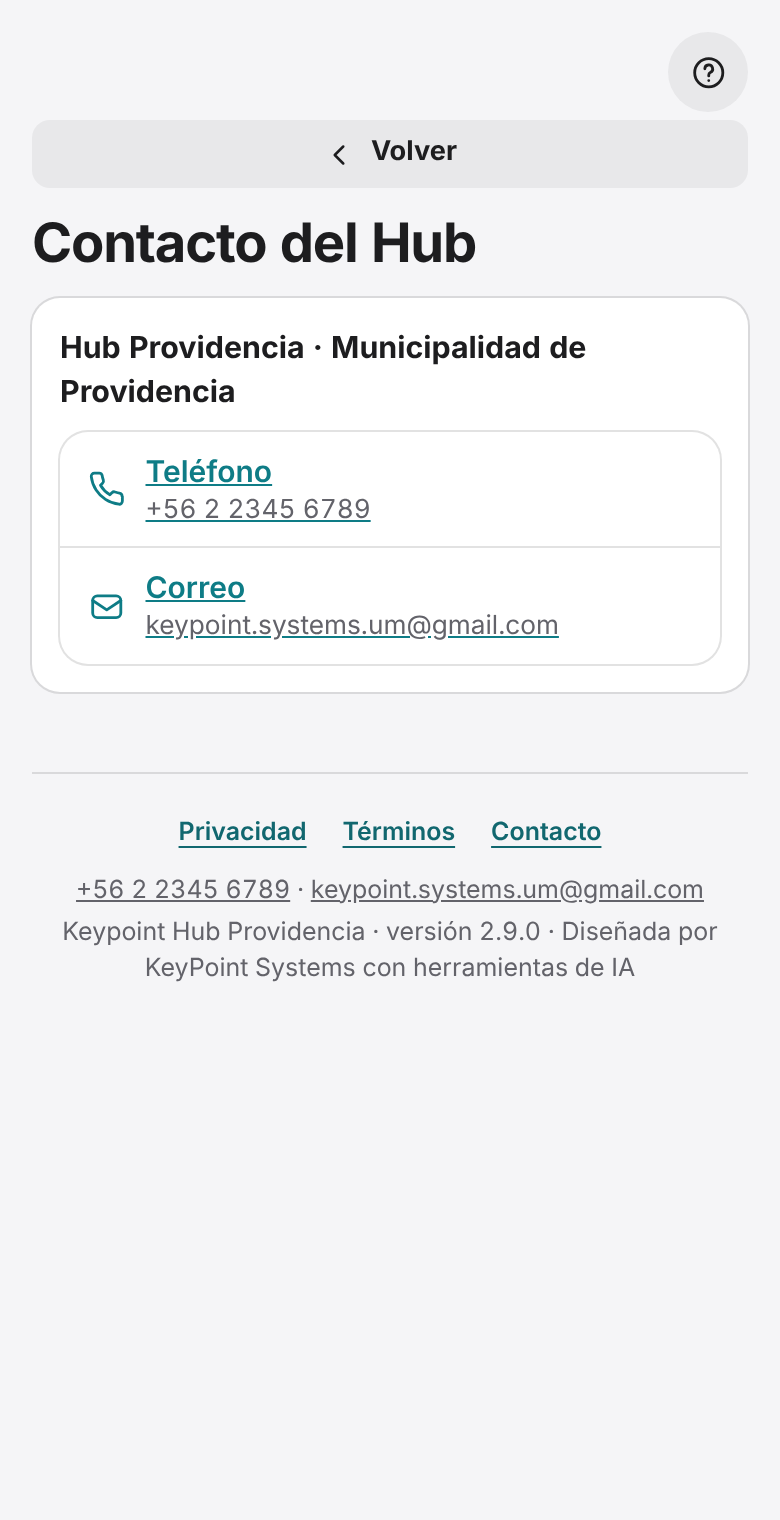 Volver
Contacto del Hub
Hub Providencia · Municipalidad de
Providencia
Teléfono
+56 2 2345 6789
Correo
keypoint.systems.um@gmail.com
Privacidad Términos Contacto
+56 2 2345 6789 · keypoint.systems.um@gmail.com
Keypoint Hub Providencia · versión 2.9.0 · Diseñada por
KeyPoint Systems con herramientas de IA